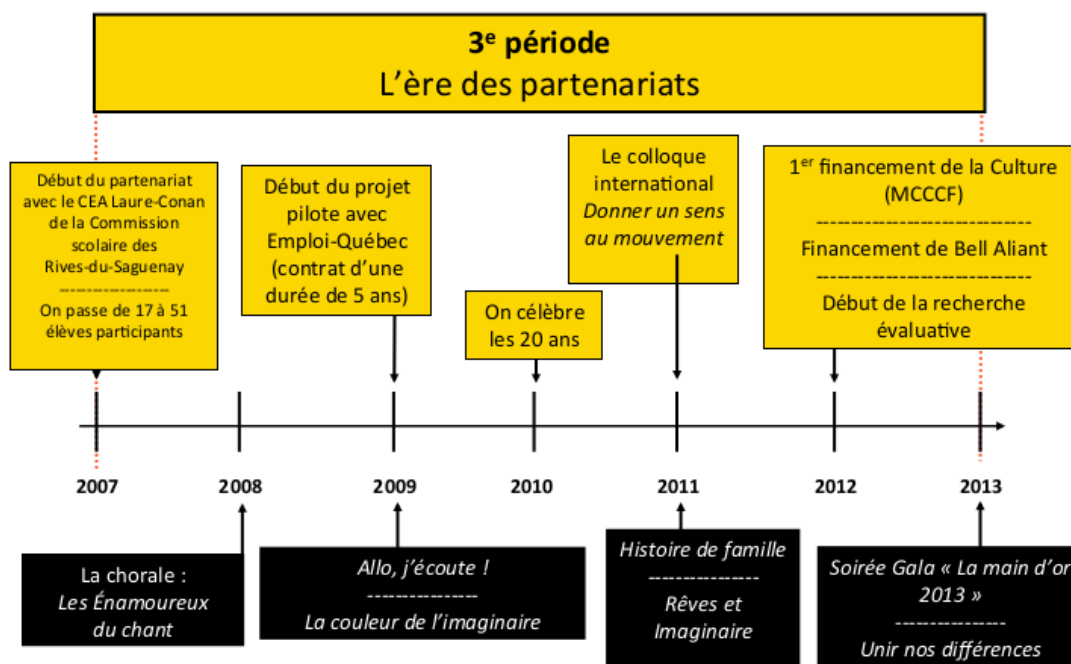 3e période
L'ère des partenariats
Début du partenariat
avec le CEA Laure-Conan
de la Commission
scolaire des
Rives-du-Saguenay
--------------------
On passe de 17 à 51
élèves participants
Début du projet
pilote avec
Emploi-Québec
(contrat d'une
durée de 5 ans)
On célèbre
les 20 ans
Le colloque
international
Donner un sens
au mouvement
1er financement de la Culture
(MCCCF)
--------------------------------
Financement de Bell Aliant
--------------------------------
Début de la recherche
évaluative
2007
2008
2009
2010
2011
2012
2013
La chorale :
Les Énamoureux
du chant
Allo, j'écoute !
----------------
La couleur de l'imaginaire
Histoire de famille
----------------
Rêves et
Imaginaire
Soirée Gala « La main d'or
2013 »
----------------
Unir nos différences